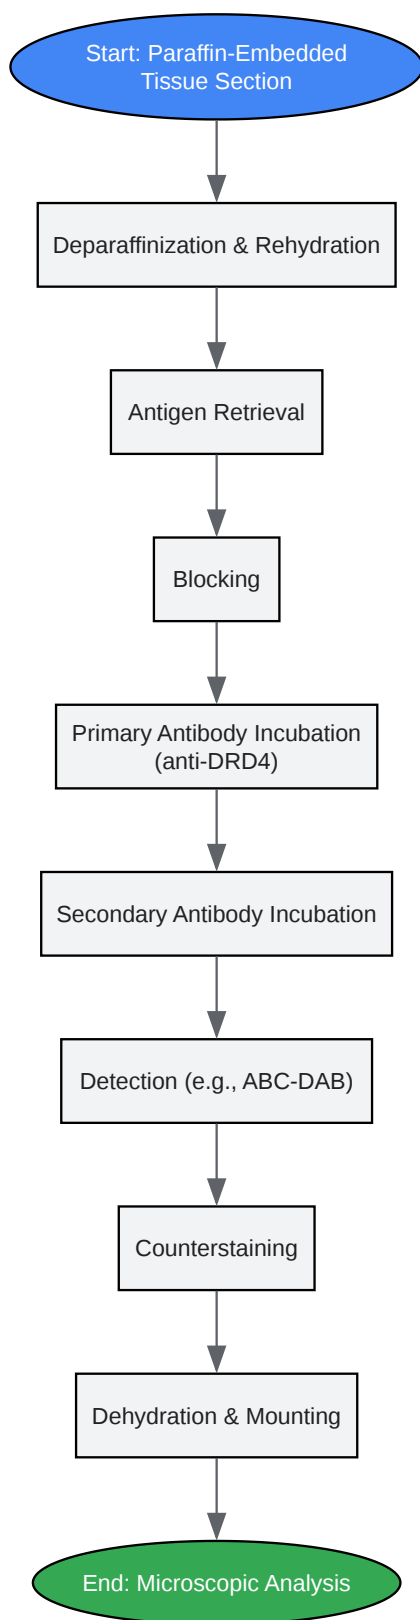 Start: Paraffin-Embedded
Tissue Section
Deparaffinization & Rehydration
Antigen Retrieval
Blocking
Primary Antibody Incubation
(anti-DRD4)
Secondary Antibody Incubation
Detection (e.g., ABC-DAB)
Counterstaining
Dehydration & Mounting
End: Microscopic Analysis